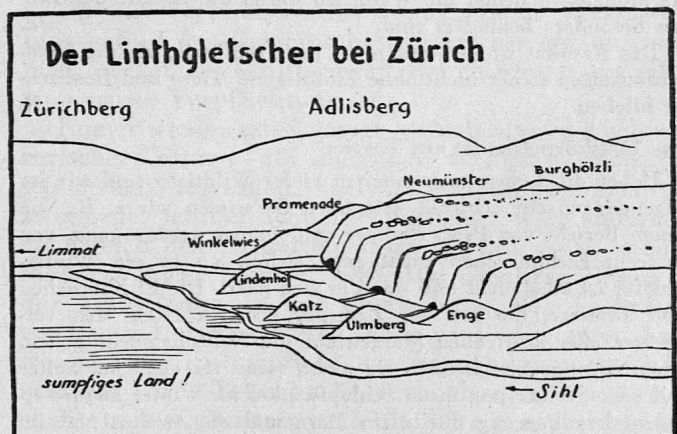 Der Linthgletscher bei Zürich
Zürichberg
Adlisberg
Burghölzli
Neumünster
Promenade
Winkelwies
Limmat
Lindenhof
Katz
Ulmberg
Enge
sumpfiges Land!
← Sihl